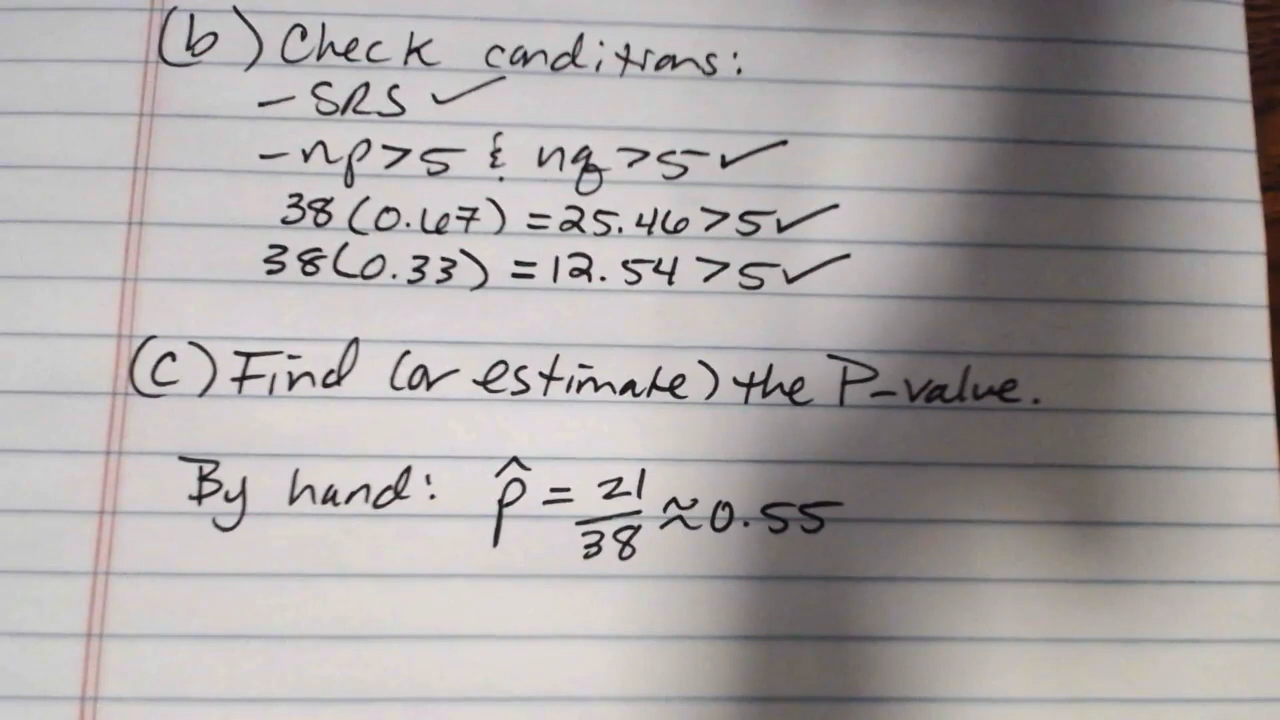 (b) Check conditions:
- SRS ✓
- np>5 & nq>5 ✓
38(0.67) = 25.46 >5 ✓
38(0.33) = 12.54 >5 ✓
(c) Find (or estimate) the P-value.
By hand: p̂ = 21/38 ≈ 0.55